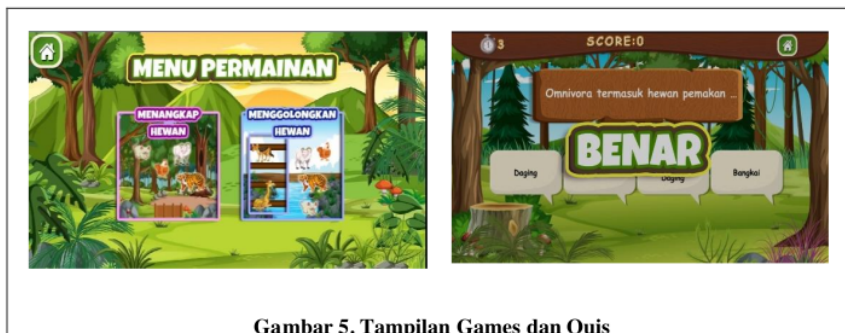 MENU PERMAINAN
MENANGKAP
HEWAN
MENGGOLONGKAN
HEWAN
3
SCORE:0
Omnivora termasuk hewan pemakan ...
BENAR
Daging
Daging
Bangkai
Gambar 5. Tampilan Games dan Quis